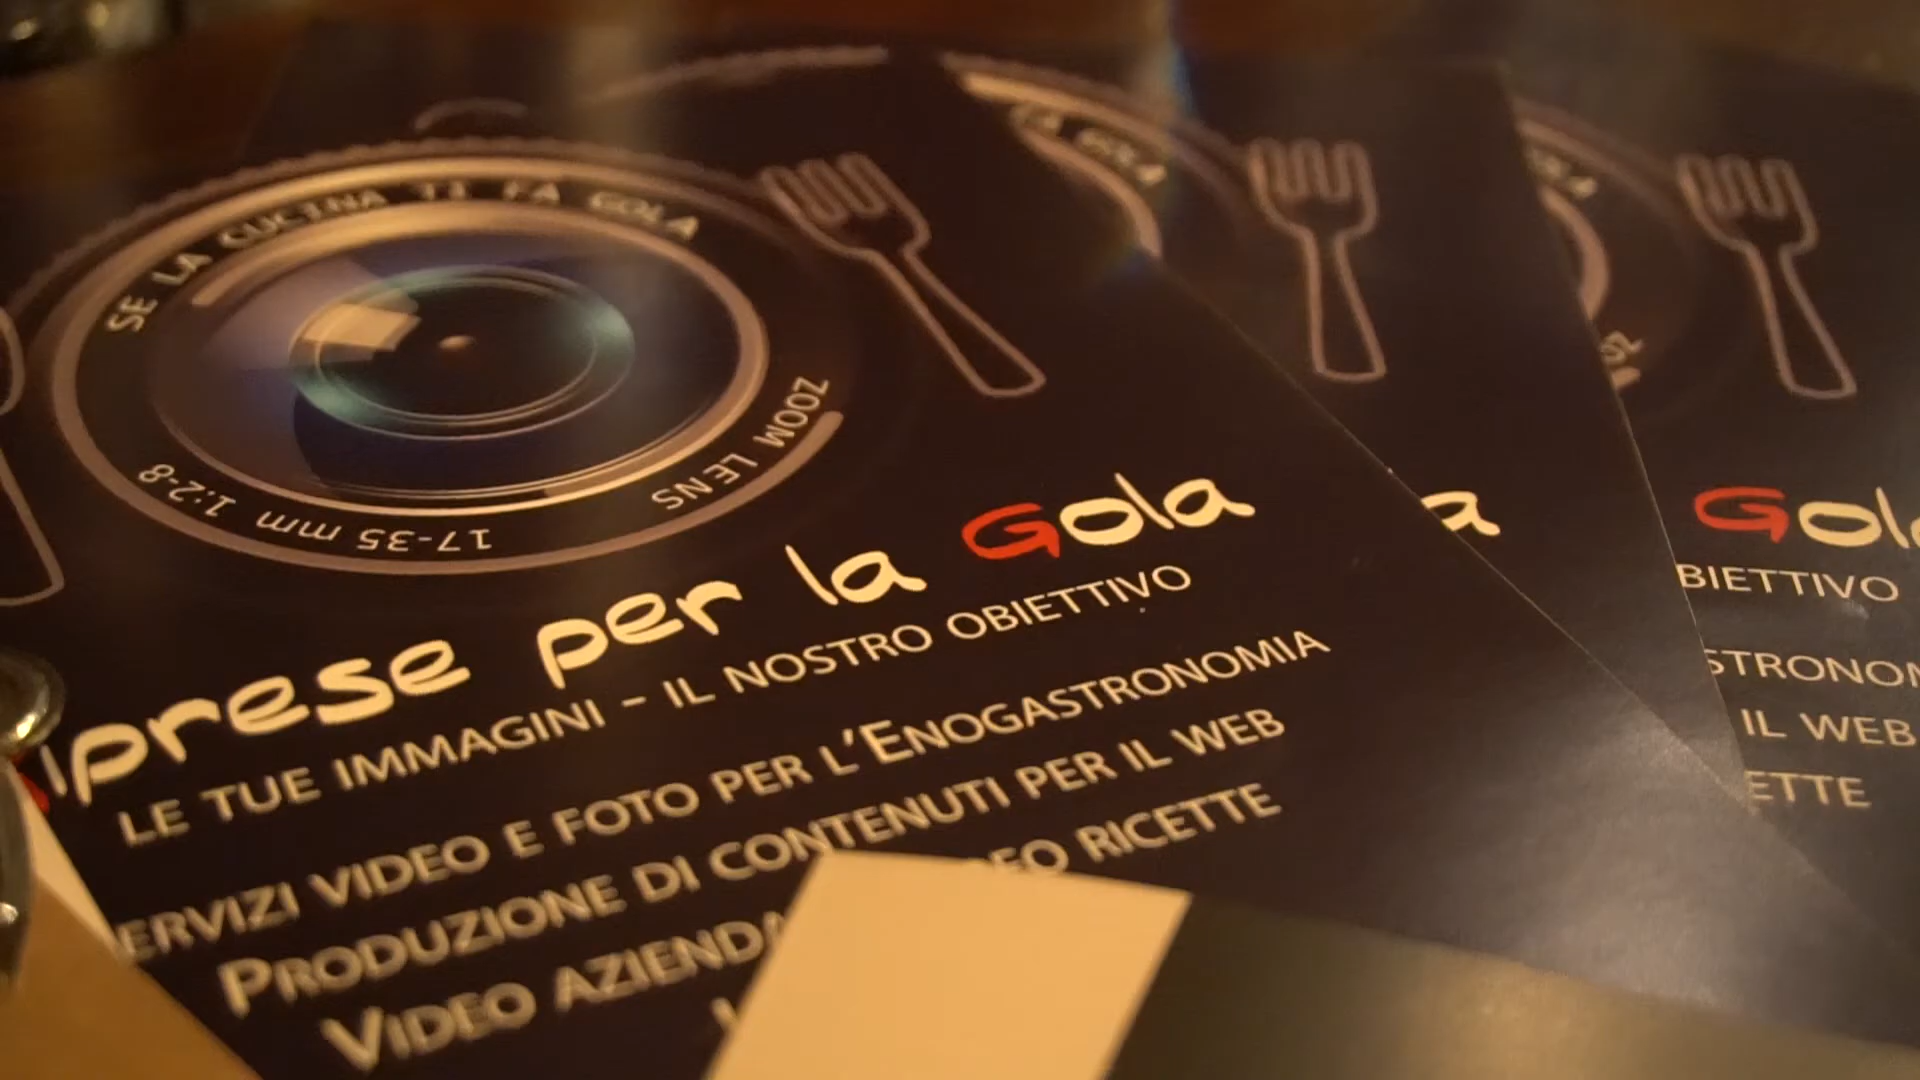 SE LA CUCINA TI FA GOLA
ZOOM LENS
17-35 mm 1:2-8
prese per la Gola
LE TUE IMMAGINI - IL NOSTRO OBIETTIVO
ERVIZI VIDEO E FOTO PER L'ENOGASTRONOMIA
PRODUZIONE DI CONTENUTI PER IL WEB
VIDEO AZIENDA EO RICETTE
GOLA
a
Gola
BIETTIVO
STRONOM
IL WEB
ETTE